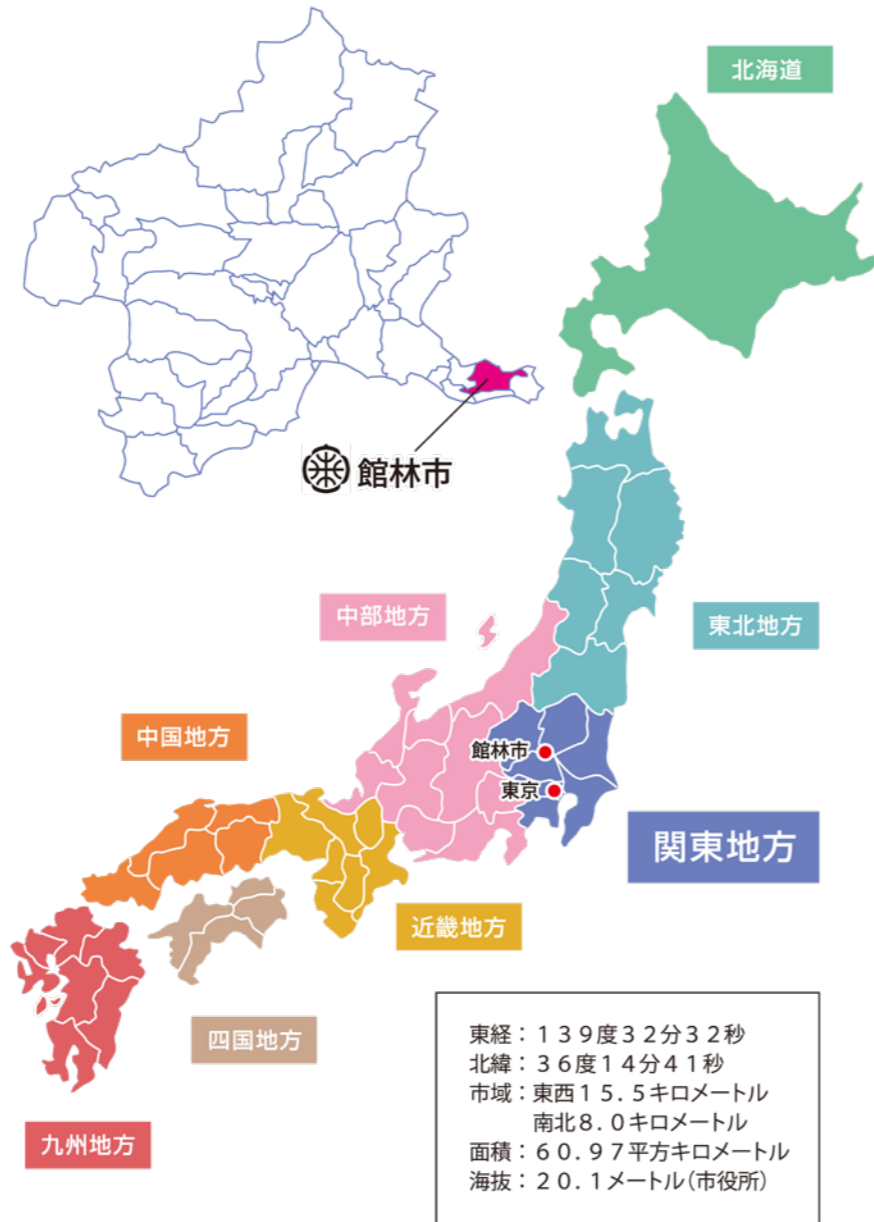 北海道
館林市
中部地方
東北地方
中国地方
館林市
東京
関東地方
近畿地方
四国地方
九州地方
東経：１３９度３２分３２秒
北緯：３６度１４分４１秒
市域：東西１５.５キロメートル
南北８.０キロメートル
面積：６０.９７平方キロメートル
海抜：２０.１メートル（市役所）